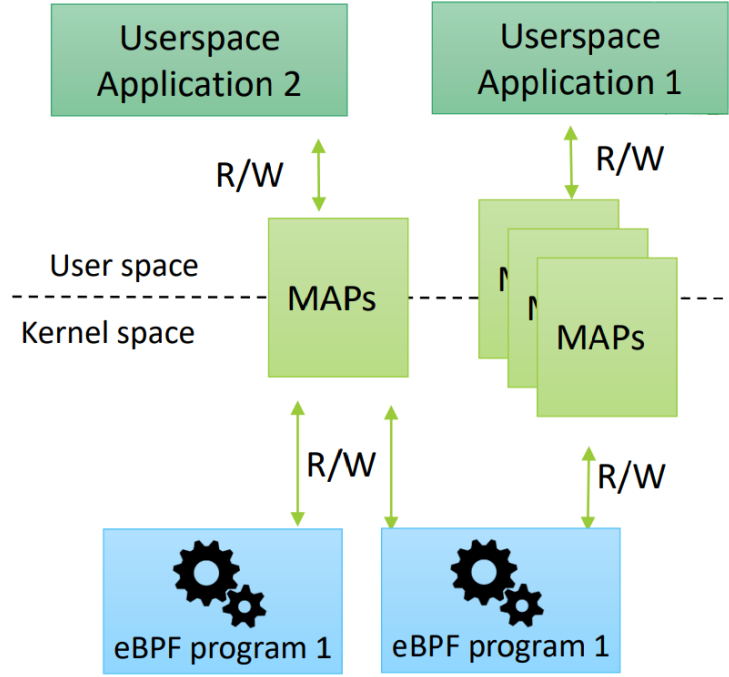 Userspace
Application 2
Userspace
Application 1
R/W
R/W
User space
MAPs
M
M
MAPs
Kernel space
R/W
R/W
eBPF program 1
eBPF program 1